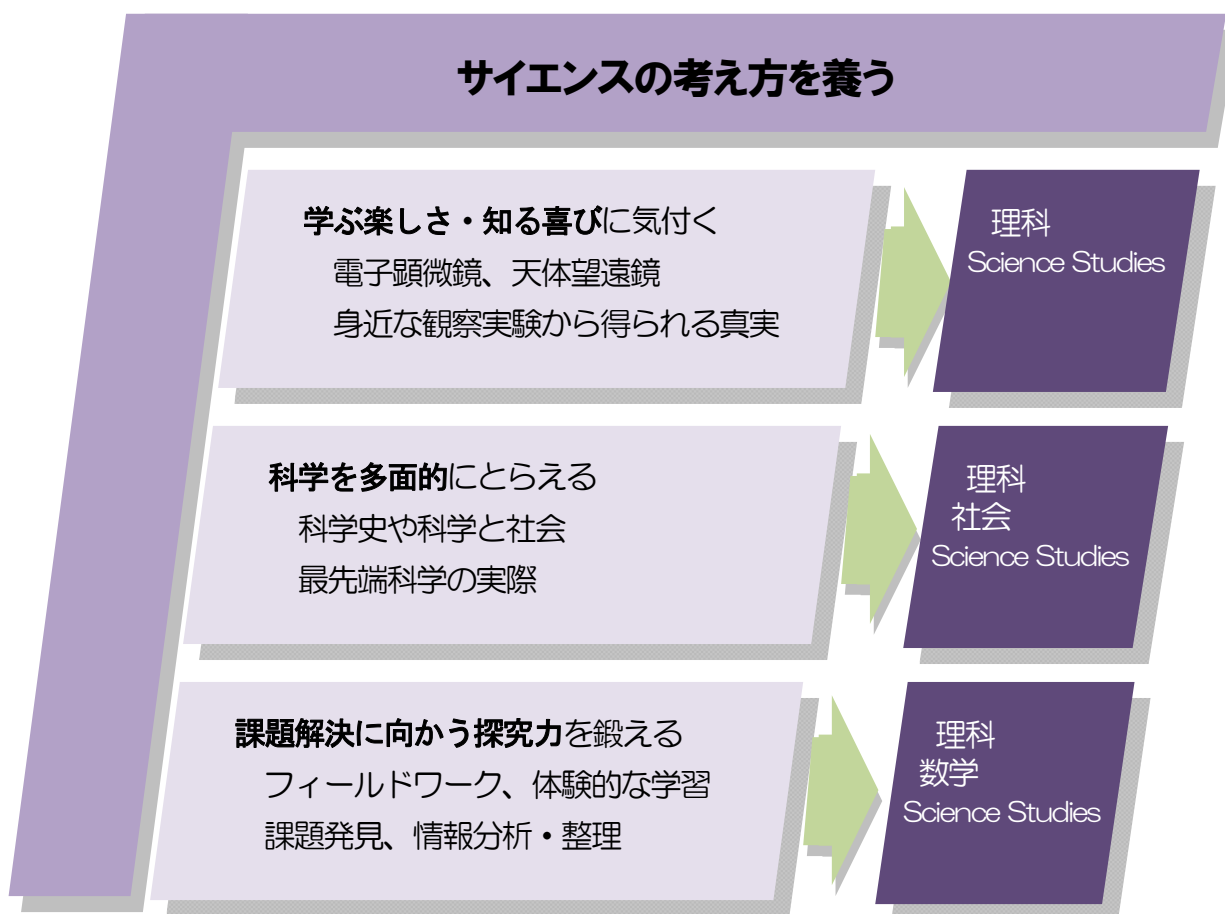 サイエンスの考え方を養う
学ぶ楽しさ・知る喜びに気付く
電子顕微鏡、天体望遠鏡
身近な観察実験から得られる真実
理科
Science Studies
科学を多面的にとらえる
科学史や科学と社会
最先端科学の実際
理科
社会
Science Studies
課題解決に向かう探究力を鍛える
フィールドワーク、体験的な学習
課題発見、情報分析・整理
理科
数学
Science Studies